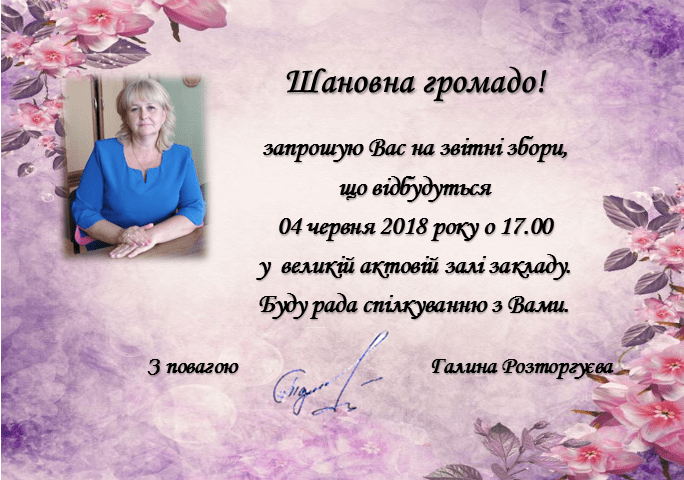 Шановна громадо!
запрошую Вас на звітні збори,
що відбудуться
04 червня 2018 року о 17.00
у великій актовій залі закладу.
Буду рада спілкуванню з Вами.
З повагою Галина Розторгуєва